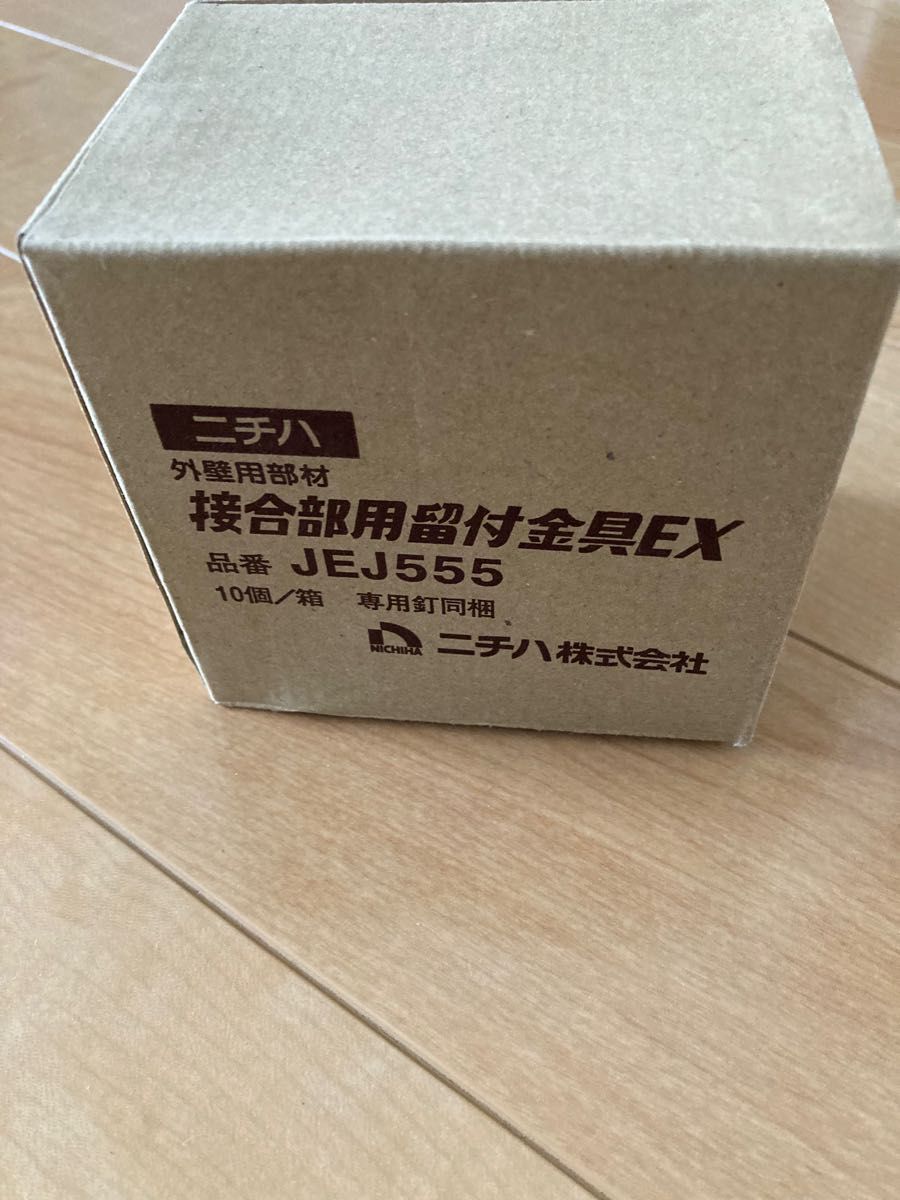 ニチハ
外壁用部材
接合部用留付金具EX
品番 JEJ555
10個/箱 専用釘同梱
NICHIHA ニチハ株式会社